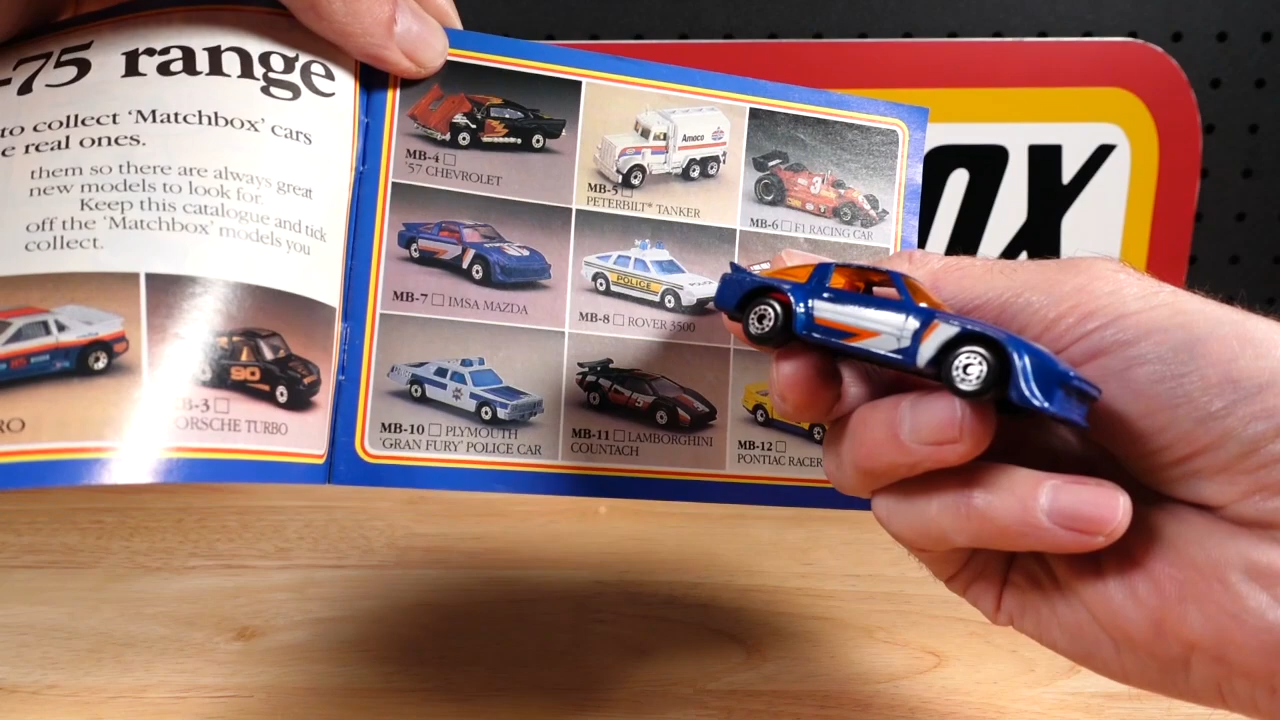 -75 range
to collect 'Matchbox' cars
e real ones.
them so there are always great
new models to look for.
Keep this catalogue and tick
off the 'Matchbox' models you
collect.
RO
90
B-3
ORSCHE TURBO
MB-4
'57 CHEVROLET
Amoco
MB-5
PETERBILT* TANKER
3
MB-6 F1 RACING CAR
MB-7 IMSA MAZDA
POLICE
MB-8 ROVER 3500
MB-10 PLYMOUTH
'GRAN FURY' POLICE CAR
5
MB-11 LAMBORGHINI
COUNTACH
MB-12
PONTIAC RACER
OX